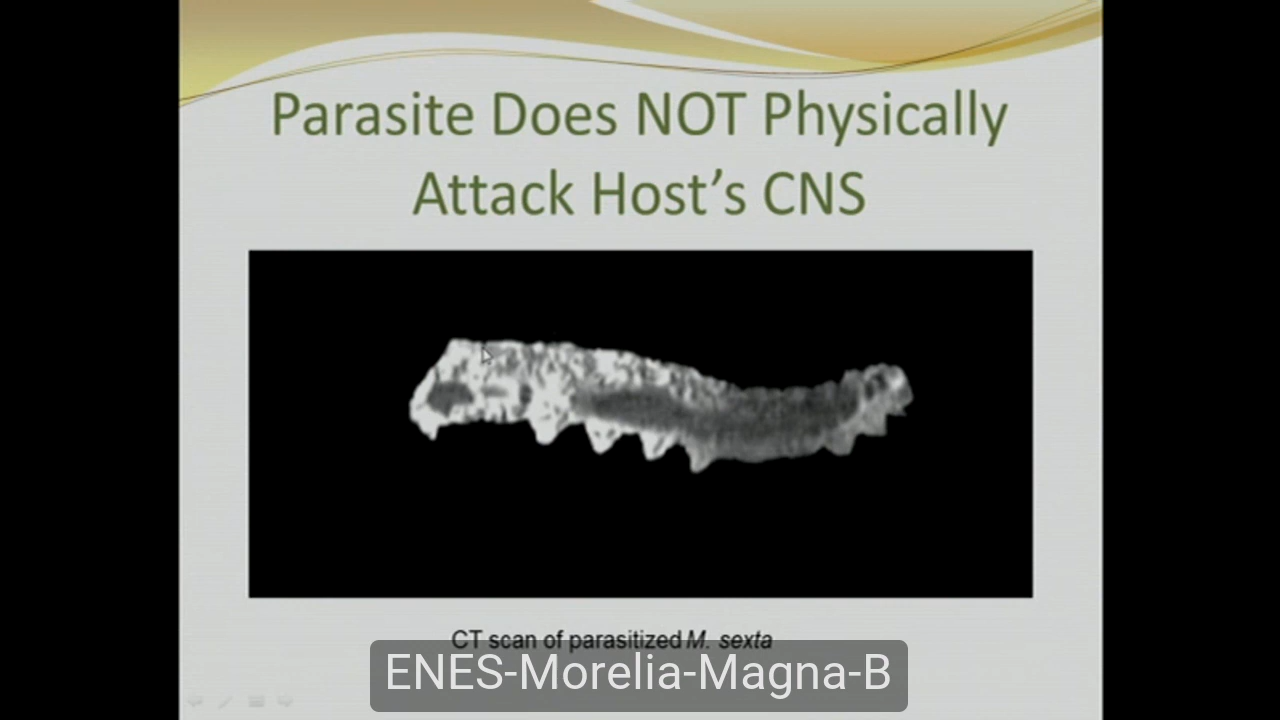 Parasite Does NOT Physically
Attack Host's CNS
CT scan of parasitized M. sexta
ENES-Morelia-Magna-B